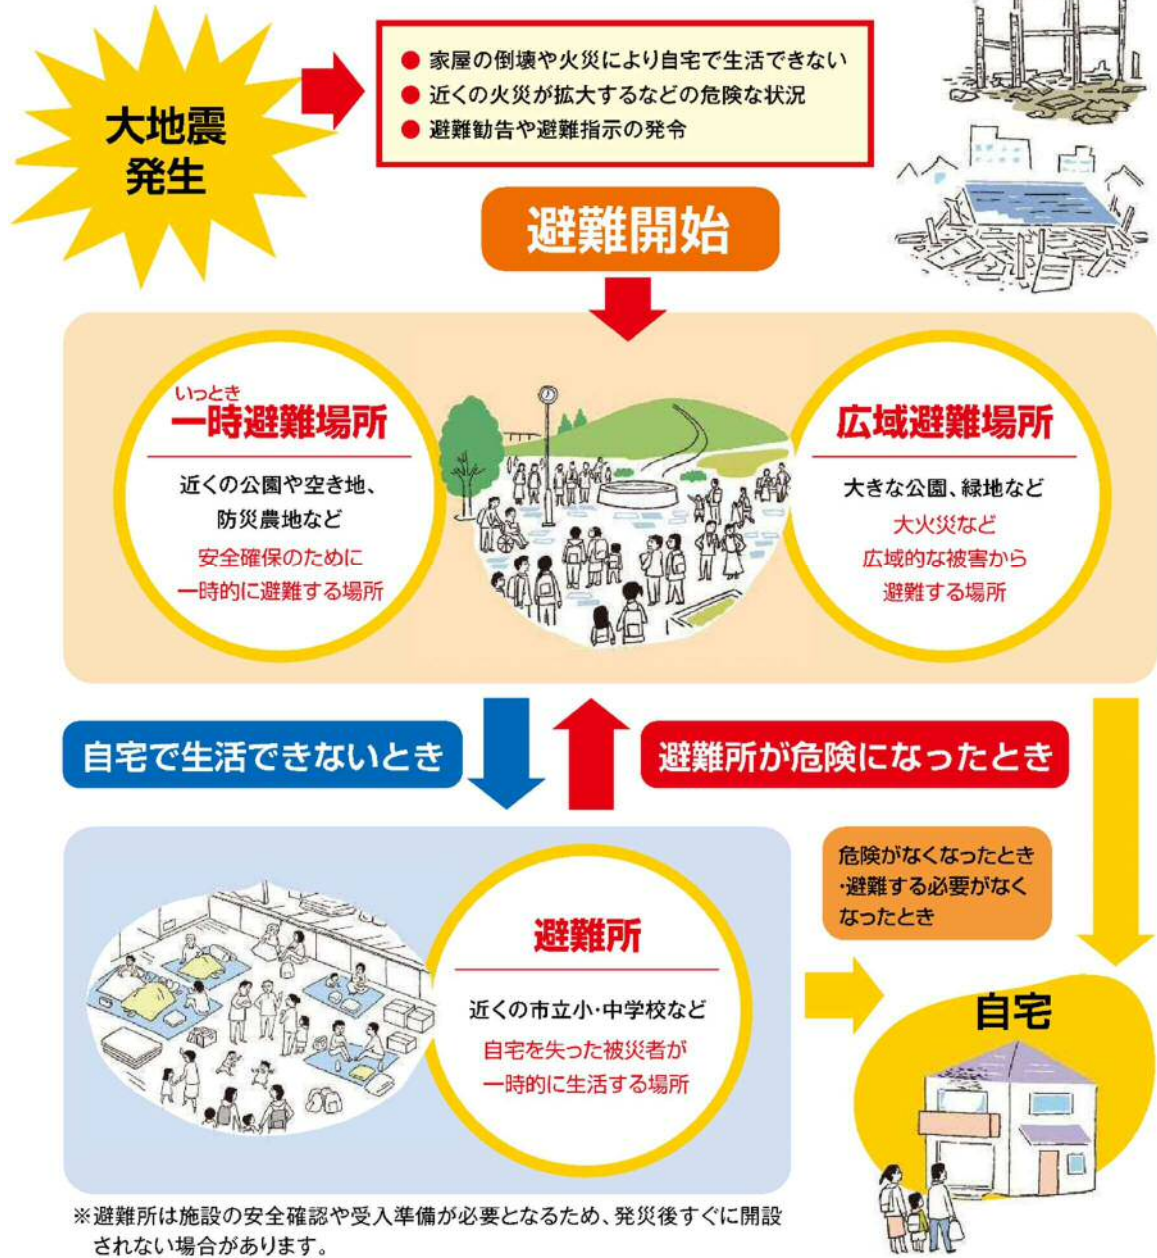 大地震
発生
● 家屋の倒壊や火災により自宅で生活できない
● 近くの火災が拡大するなどの危険な状況
● 避難勧告や避難指示の発令
避難開始
いっとき
一時避難場所
近くの公園や空き地、
防災農地など
安全確保のために
一時的に避難する場所
広域避難場所
大きな公園、緑地など
大火災など
広域的な被害から
避難する場所
自宅で生活できないとき
避難所が危険になったとき
危険がなくなったとき
・避難する必要がなく
なったとき
避難所
近くの市立小・中学校など
自宅を失った被災者が
一時的に生活する場所
自宅
※避難所は施設の安全確認や受入準備が必要となるため、発災後すぐに開設
されない場合があります。